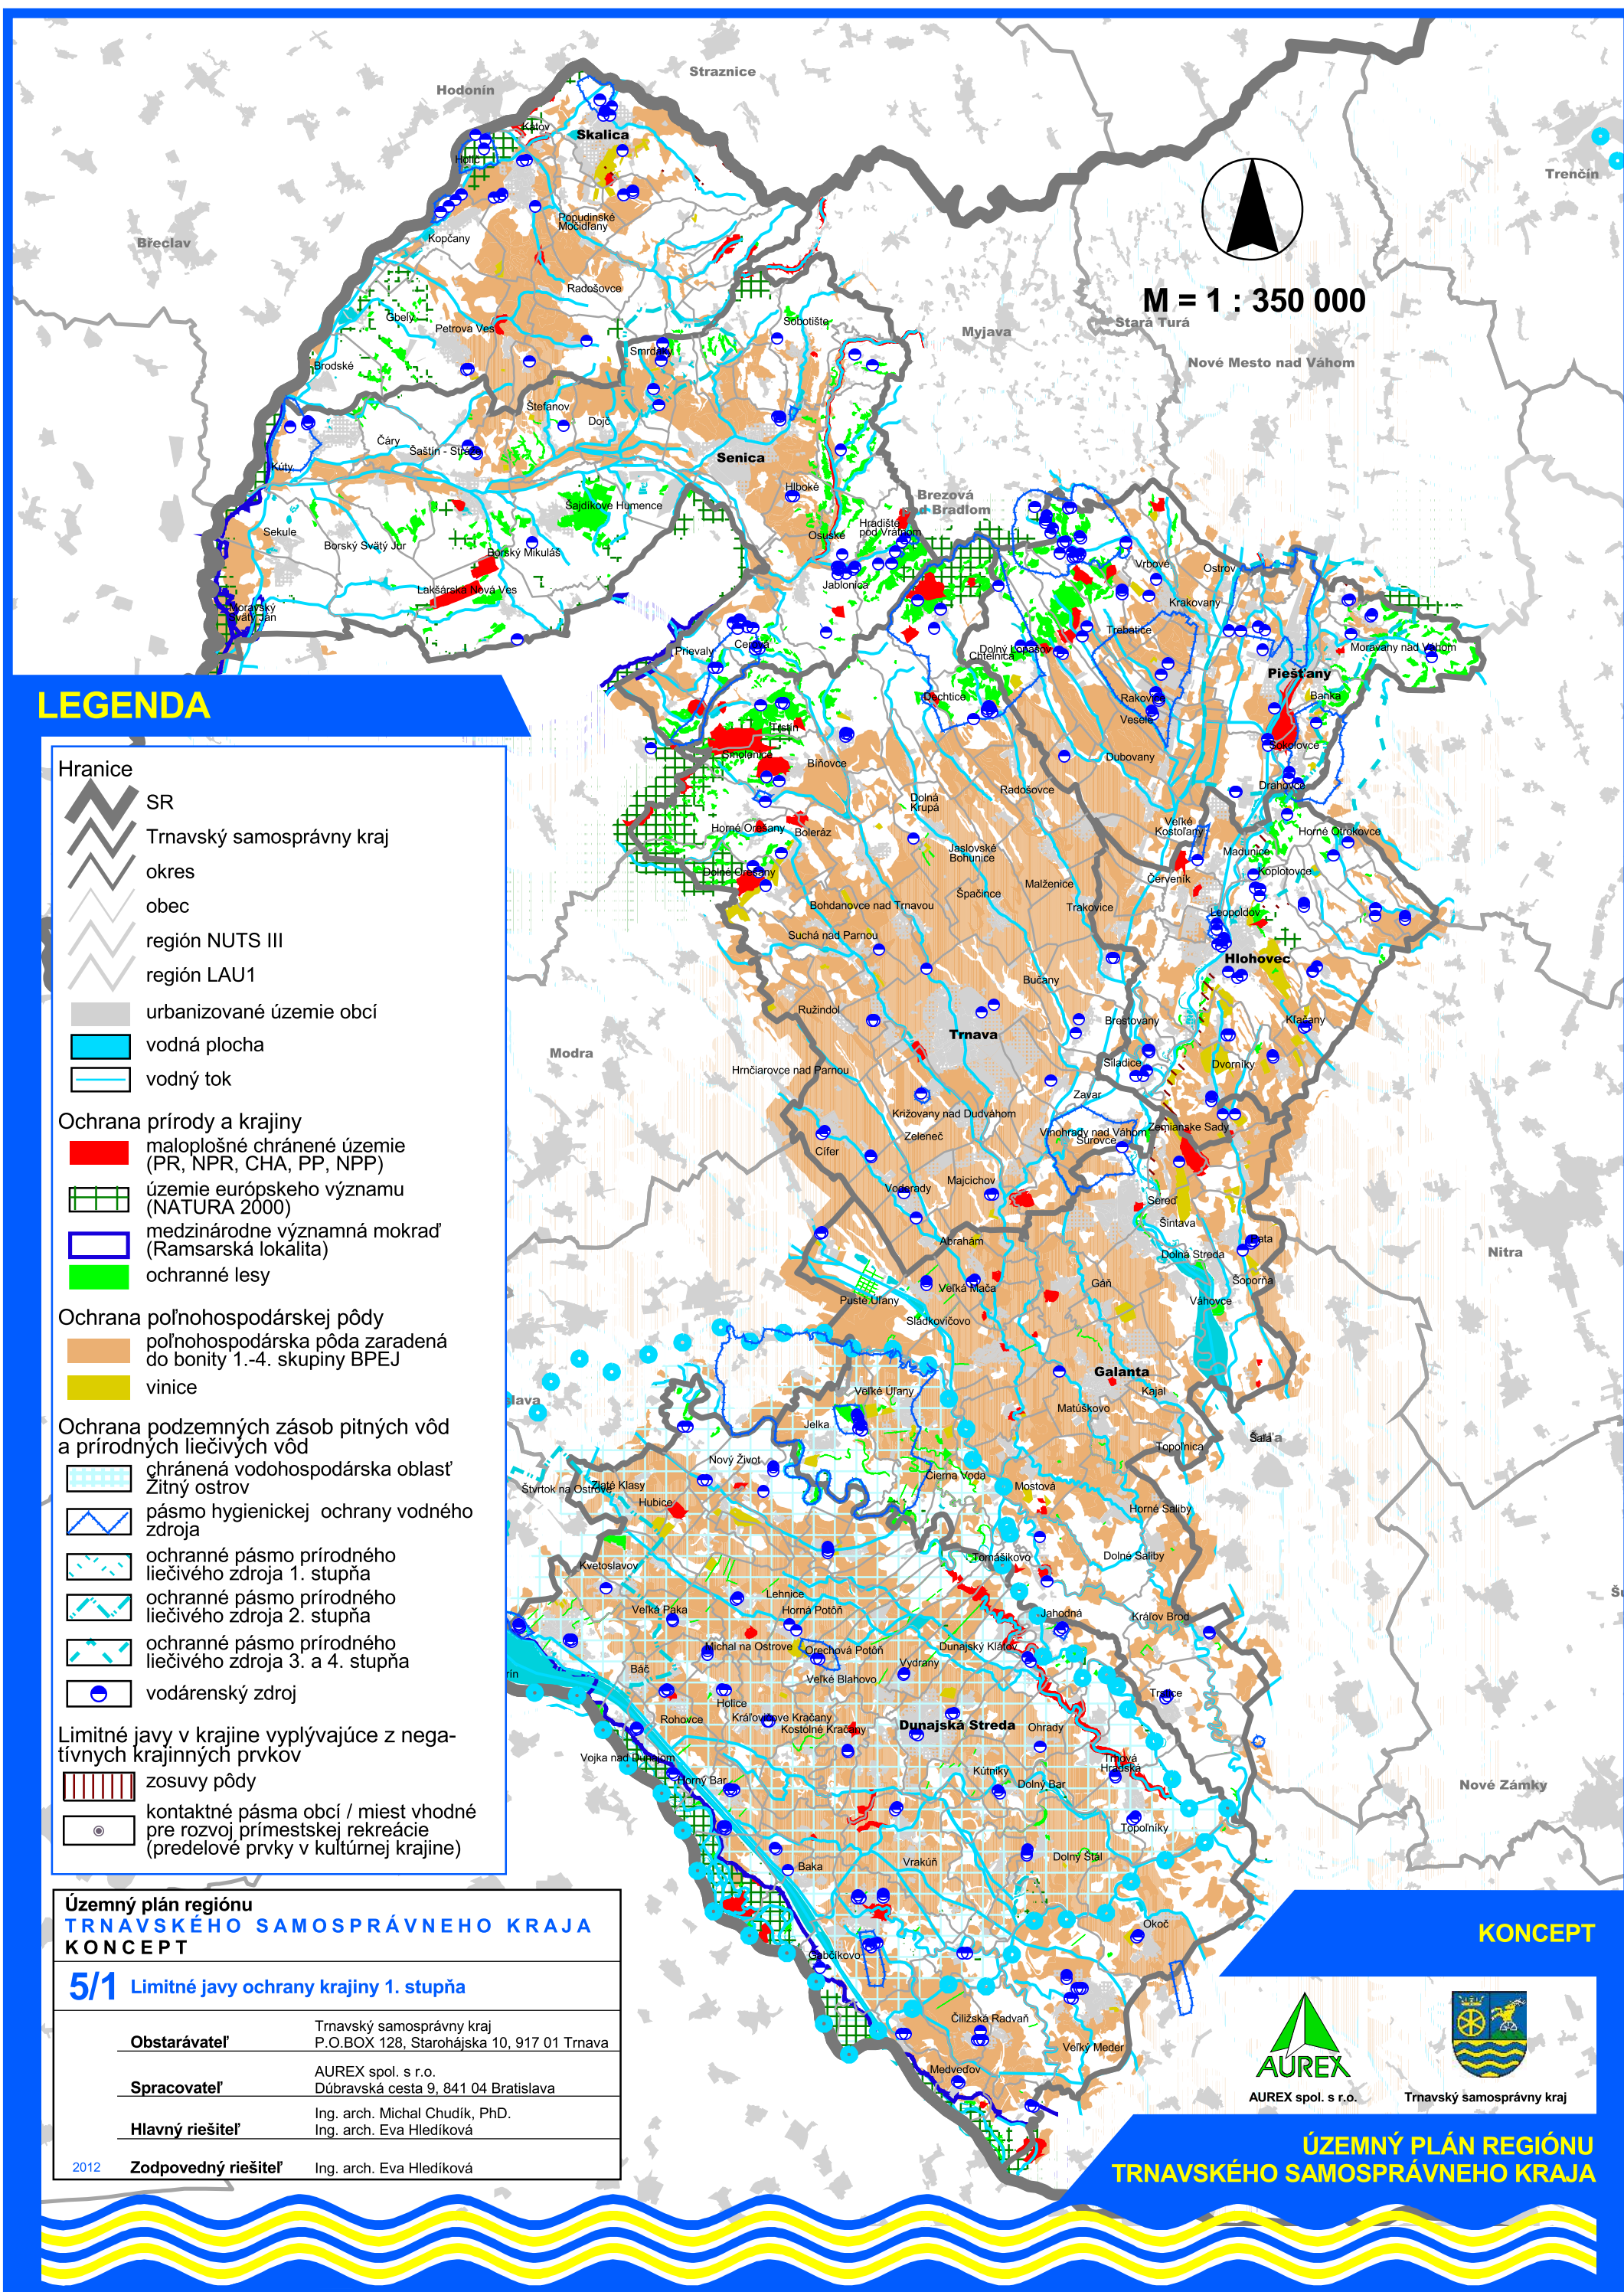 Hodonín
Straznice
Trenčín
Břeclav
Katov
Skalica
Holíč
Popudinské
Močidľany
Kopčany
Radošovce
Gbely
Petrova Ves
Brodské
Sobotište
Myjava
M = 1 : 350 000
Stará Turá
Nové Mesto nad Váhom
Štefanov
Dojč
Čáry
Kúty
Senica
Hlboké
Šajdíkove Humence
Sekule
Borský Svätý Jur
Borský Mikuláš
Lakšárska Nová Ves
Moravský
Svätý Ján
Brezová
Osuské
Hradište
pod Vrátnom
Jablonica
Vrbové
Ostrov
Krakovany
Trebatice
Prievaly
Dolný Lopašov
Chtelnica
Dechtice
Piešťany
Moravany nad Váhom
Banka
Veselé
Sokolovce
Dubovany
Drahovce
Trstín
Smolenice
Bíňovce
Dolná
Krupá
Radošovce
Horné Orešany
Boleráz
Dolné Orešany
Jaslovské
Bohunice
Veľké
Kostoľany
Horné Otrokovce
Madunice
Koplotovce
Červeník
Malženice
Špačince
Trakovice
Leopoldov
Bohdanovce nad Trnavou
Suchá nad Parnou
Hlohovec
Bučany
Ružindol
Trnava
Brestovany
Kľačany
Modra
Siladice
Dvorníky
Hrnčiarovce nad Parnou
Zavar
Križovany nad Dudváhom
Zeleneč
Vinohrady nad Váhom
Šúrovce
Zemianske Sady
Cífer
Majcichov
Voderady
Sereď
Šintava
Abrahám
Dolná Streda
Pata
Nitra
Gáň
Šoporňa
Veľká Mača
Pusté Úľany
Sládkovičovo
Váhovce
Galanta
Kajal
Matúškovo
Veľké Úľany
Jelka
Topoľnica
Nový Život
Čierna Voda
Mostová
Štvrtok na Ostrove
Zlaté Klasy
Hubice
Horné Saliby
Dolné Saliby
Tomášikovo
Kvetoslavov
Lehnice
Veľká Paka
Horná Potôň
Jahodná
Kráľov Brod
Michal na Ostrove
Orechová Potôň
Dunajský Klátov
Báč
Vydrany
Veľké Blahovo
Trstice
Holice
Rohovce
Kráľovičove Kračany
Kostolné Kračany
Dunajská Streda
Ohrady
Vojka nad Dunajom
Trhová
Hradská
Horný Bar
Kútniky
Dolný Bar
Nové Zámky
Topoľníky
Baka
Vrakúň
Dolný Štál
Okoč
Gabčíkovo
Čiližská Radvaň
Veľký Meder
Medveďov
LEGENDA
Hranice
SR
Trnavský samosprávny kraj
okres
obec
región NUTS III
región LAU1
urbanizované územie obcí
vodná plocha
vodný tok
Ochrana prírody a krajiny
maloplošné chránené územie
(PR, NPR, CHA, PP, NPP)
územie európskeho významu
(NATURA 2000)
medzinárodne významná mokraď
(Ramsarská lokalita)
ochranné lesy
Ochrana poľnohospodárskej pôdy
poľnohospodárska pôda zaradená
do bonity 1.-4. skupiny BPEJ
vinice
Ochrana podzemných zásob pitných vôd
a prírodných liečivých vôd
chránená vodohospodárska oblasť
Žitný ostrov
pásmo hygienickej ochrany vodného
zdroja
ochranné pásmo prírodného
liečivého zdroja 1. stupňa
ochranné pásmo prírodného
liečivého zdroja 2. stupňa
ochranné pásmo prírodného
liečivého zdroja 3. a 4. stupňa
vodárenský zdroj
Limitné javy v krajine vyplývajúce z nega-
tívnych krajinných prvkov
zosuvy pôdy
kontaktné pásma obcí / miest vhodné
pre rozvoj prímestskej rekreácie
(predelové prvky v kultúrnej krajine)
Územný plán regiónu
TRNAVSKÉHO SAMOSPRÁVNEHO KRAJA
KONCEPT
5/1 Limitné javy ochrany krajiny 1. stupňa
Obstarávateľ
Trnavský samosprávny kraj
P.O.BOX 128, Starohájska 10, 917 01 Trnava
Spracovateľ
AUREX spol. s r.o.
Dúbravská cesta 9, 841 04 Bratislava
Hlavný riešiteľ
Ing. arch. Michal Chudík, PhD.
Ing. arch. Eva Hledíková
2012
Zodpovedný riešiteľ
Ing. arch. Eva Hledíková
KONCEPT
AUREX
AUREX spol. s r.o.
Trnavský samosprávny kraj
ÚZEMNÝ PLÁN REGIÓNU
TRNAVSKÉHO SAMOSPRÁVNEHO KRAJA